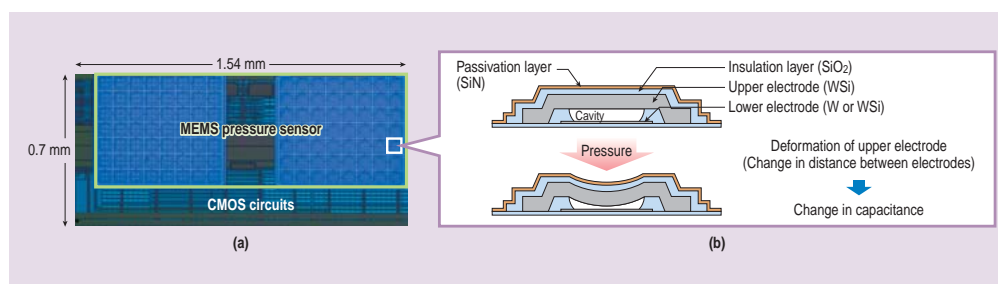 1.54 mm
0.7 mm
MEMS pressure sensor
CMOS circuits
(a)
Passivation layer
(SiN)
Insulation layer (SiO₂)
Upper electrode (WSi)
Lower electrode (W or WSi)
Cavity
Pressure
Deformation of upper electrode
(Change in distance between electrodes)
Change in capacitance
(b)